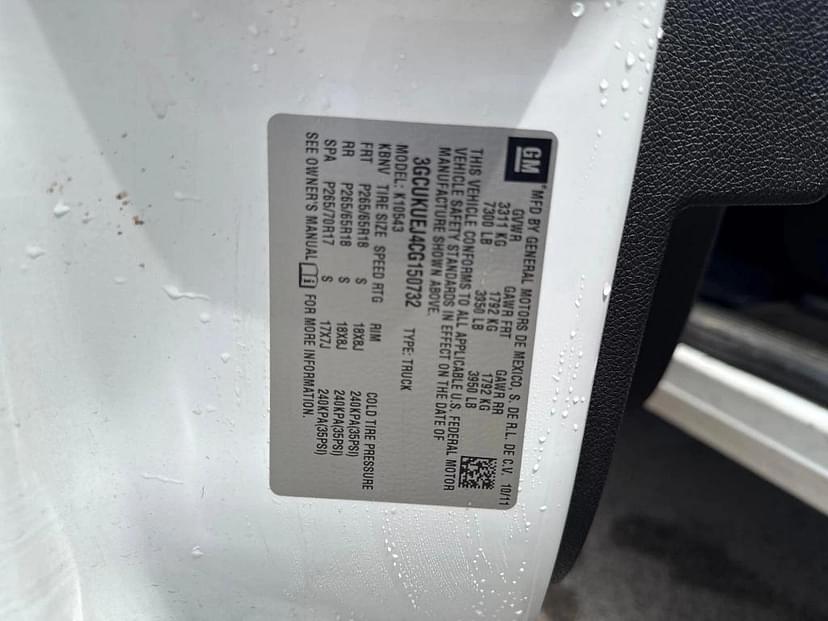 GM
*MFD BY GENERAL MOTORS DE MEXICO, S. DE R.L. DE C.V. 10/11
GVWR GAWR FRT GAWR RR
3311 KG 1792 KG 1792 KG
7300 LB 3950 LB 3950 LB
THIS VEHICLE CONFORMS TO ALL APPLICABLE U.S. FEDERAL MOTOR
VEHICLE SAFETY STANDARDS IN EFFECT ON THE DATE OF
MANUFACTURE SHOWN ABOVE.
3GCUKUEJ4CG150732 TYPE: TRUCK
MODEL: K10543
KBNV TIRE SIZE SPEED RTG RIM COLD TIRE PRESSURE
FRT P265/65R18 S 18X8J 240KPA(35PSI)
RR P265/65R18 S 18X8J 240KPA(35PSI)
SPA P265/70R17 S 17X7J 240KPA(35PSI)
SEE OWNER'S MANUAL i FOR MORE INFORMATION.